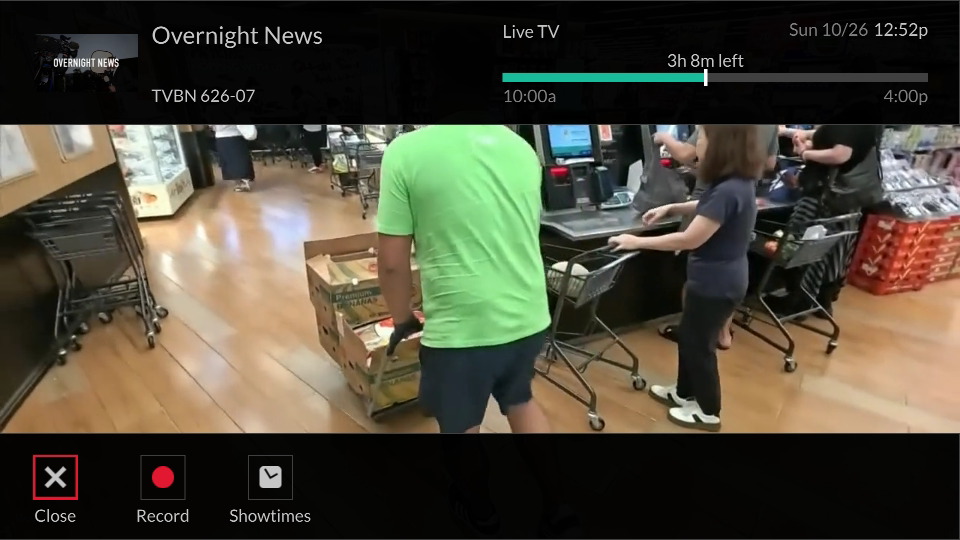 OVERNIGHT NEWS
Overnight News
TVBN 626-07
Live TV
Sun 10/26 12:52p
3h 8m left
10:00a
4:00p
Premium
BANANAS
Close
Record
Showtimes